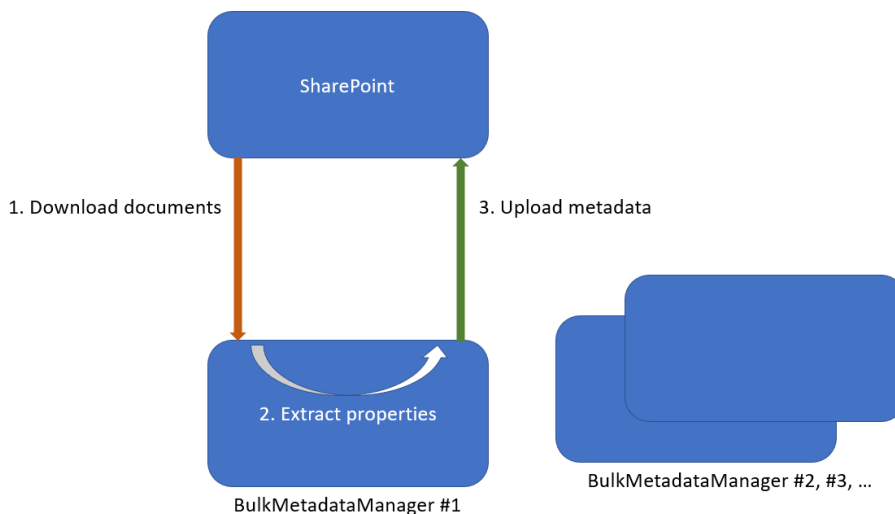 SharePoint
1. Download documents
3. Upload metadata
2. Extract properties
BulkMetadataManager #1
BulkMetadataManager #2, #3, ...